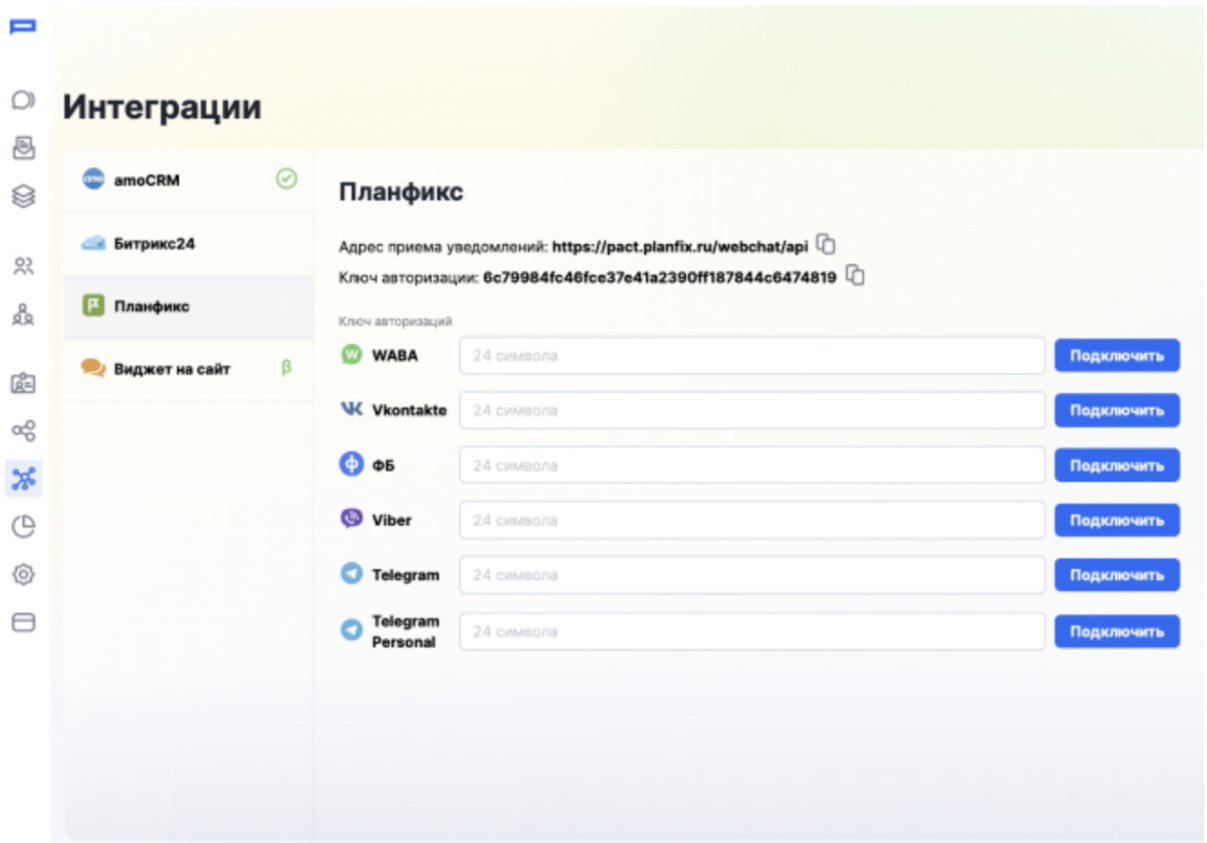 Интеграции
amoCRM
Битрикс24
Планфикс
Виджет на сайт β
Планфикс
Адрес приема уведомлений: https://pact.planfix.ru/webchat/api
Ключ авторизации: 6c79984fc46fce37e41a2390ff187844c6474819
Ключ авторизаций
WABA 24 символа Подключить
Vkontakte 24 символа Подключить
ФБ 24 символа Подключить
Viber 24 символа Подключить
Telegram 24 символа Подключить
Telegram
Personal 24 символа Подключить